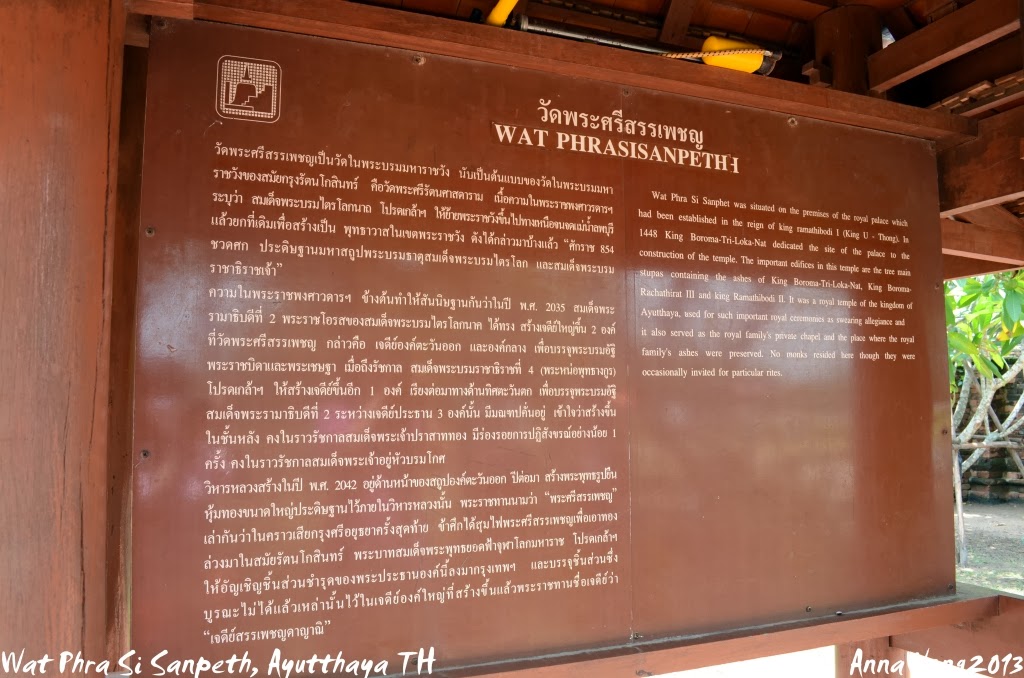 วัดพระศรีสรรเพชญ
WAT PHRASISANPETH
วัดพระศรีสรรเพชญเป็นวัดในพระบรมมหาราชวัง นับเป็นต้นแบบของวัดในพระบรมมหา
ราชวังของสมัยกรุงรัตนโกสินทร์ คือวัดพระศรีรัตนศาสดาราม เนื้อความในพระราชพงศาวดารฯ
ระบุว่า สมเด็จพระบรมไตรโลกนาถ โปรดเกล้าฯ ให้ย้ายพระราชวังขึ้นไปทางเหนือจนจดแม่น้ำลพบุรี
แล้วยกที่เดิมเพื่อสร้างเป็น พุทธาวาสในเขตพระราชวัง ดังได้กล่าวมาบ้างแล้ว “ศักราช 854
ชวดศก ประดิษฐานมหาสถูปพระบรมธาตุสมเด็จพระบรมไตรโลก และสมเด็จพระบรม
ราชาธิราชเจ้า”
ความในพระราชพงศาวดารฯ ข้างต้นทำให้สันนิษฐานกันว่าในปี พ.ศ. 2035 สมเด็จพระ
รามาธิบดีที่ 2 พระราชโอรสของสมเด็จพระบรมไตรโลกนาถ ได้ทรง สร้างเจดีย์ใหญ่ขึ้น 2 องค์
ที่วัดพระศรีสรรเพชญ กล่าวคือ เจดีย์องค์ตะวันออก และองค์กลาง เพื่อบรรจุพระบรมอัฐิ
พระราชบิดาและพระเชษฐา เมื่อถึงรัชกาล สมเด็จพระบรมราชาธิราชที่ 4 (พระหน่อพุทธางกูร)
โปรดเกล้าฯ ให้สร้างเจดีย์ขึ้นอีก 1 องค์ เรียงต่อมาทางด้านทิศตะวันตก เพื่อบรรจุพระบรมอัฐิ
สมเด็จพระรามาธิบดีที่ 2 ระหว่างเจดีย์ประธาน 3 องค์นั้น มีมณฑปคั่นอยู่ เข้าใจว่าสร้างขึ้น
ในชั้นหลัง คงในราวรัชกาลสมเด็จพระเจ้าปราสาททอง มีร่องรอยการปฏิสังขรณ์อย่างน้อย 1
ครั้ง คงในราวรัชกาลสมเด็จพระเจ้าอยู่หัวบรมโกศ
วิหารหลวงสร้างในปี พ.ศ. 2042 อยู่ด้านหน้าของสถูปองค์ตะวันออก ปีต่อมา สร้างพระพุทธรูปยืน
หุ้มทองขนาดใหญ่ประดิษฐานไว้ภายในวิหารหลวงนั้น พระราชทานนามว่า “พระศรีสรรเพชญ”
เล่ากันว่าในคราวเสียกรุงศรีอยุธยาครั้งสุดท้าย ข้าศึกได้สุมไฟพระศรีสรรเพชญเพื่อเอาทอง
ล่วงมาในสมัยรัตนโกสินทร์ พระบาทสมเด็จพระพุทธยอดฟ้าจุฬาโลกมหาราช โปรดเกล้าฯ
ให้อัญเชิญชิ้นส่วนชำรุดของพระประธานองค์นี้ลงมากรุงเทพฯ และบรรจุชิ้นส่วนซึ่ง
บูรณะไม่ได้แล้วเหล่านั้นไว้ในเจดีย์องค์ใหญ่ที่สร้างขึ้นแล้วพระราชทานชื่อเจดีย์ว่า
“เจดีย์สรรเพชญดาญาณ”
Wat Phra Si Sanphet was situated on the premises of the royal palace which
had been established in the reign of king ramathibodi I (King U - Thong). In
1448 King Boroma-Tri-Loka-Nat dedicated the site of the palace to the
construction of the temple. The important edifices in this temple are the tree main
stupas containing the ashes of King Boroma-Tri-Loka-Nat, King Boroma-
Rachathirat III and king Ramathibodi II. It was a royal temple of the kingdom of
Ayutthaya, used for such important royal ceremonies as swearing allegiance and
it also served as the royal family's private chapel and the place where the royal
family's ashes were preserved. No monks resided here though they were
occasionally invited for particular rites.
Wat Phra Si Sanpeth, Ayutthaya TH
Anna 2013